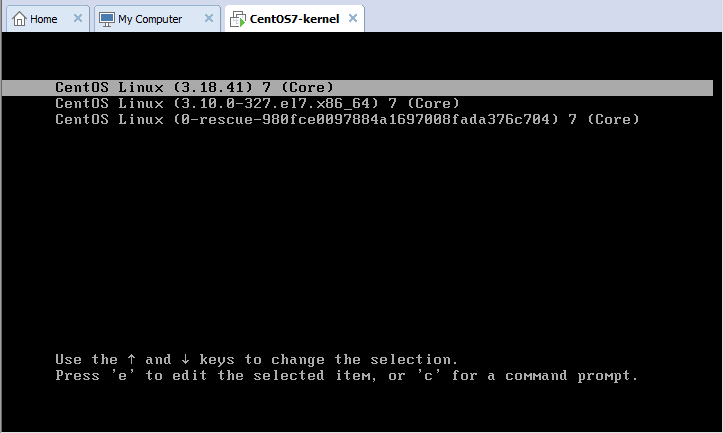 Home My Computer CentOS7-kernel
CentOS Linux (3.18.41) 7 (Core)
CentOS Linux (3.10.0-327.el7.x86_64) 7 (Core)
CentOS Linux (0-rescue-980fce0097884a1697008fada376c704) 7 (Core)
Use the ↑ and ↓ keys to change the selection.
Press 'e' to edit the selected item, or 'c' for a command prompt.